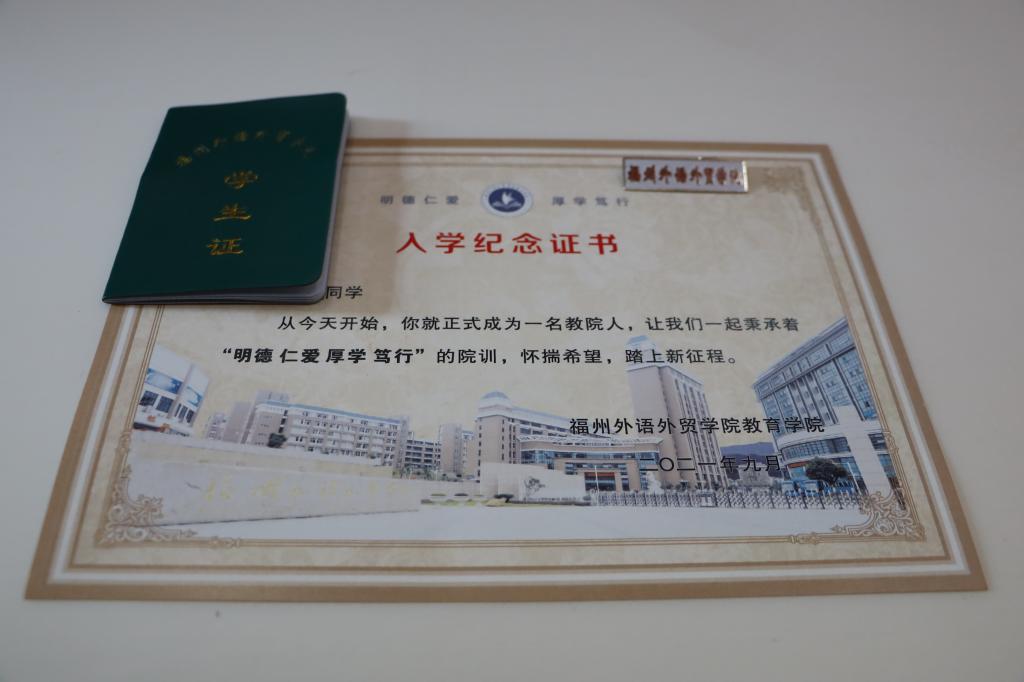 福州外语外贸学院
学
生
证
福州外语外贸学院
明德仁爱 厚学笃行
入学纪念证书
同学
从今天开始，你就正式成为一名教院人，让我们一起秉承着
“明德 仁爱 厚学 笃行”的院训，怀揣希望，踏上新征程。
福州外语外贸学院教育学院
二〇二一年九月